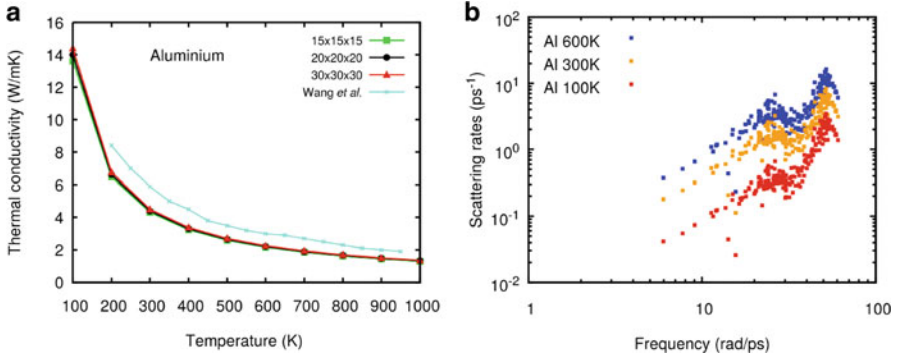 a
Aluminium
15x15x15
20x20x20
30x30x30
Wang et al.
Thermal conductivity (W/mK)
16
14
12
10
8
6
4
2
0
100 200 300 400 500 600 700 800 900 1000
Temperature (K)
b
Al 600K
Al 300K
Al 100K
Scattering rates (ps⁻¹)
10²
10¹
10⁰
10⁻¹
10⁻²
1 10 100
Frequency (rad/ps)